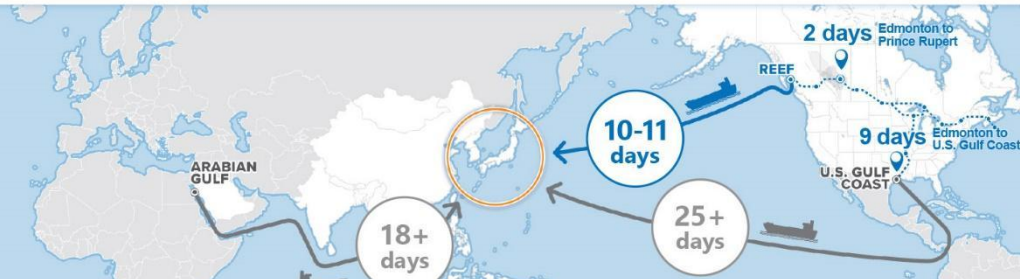 2 days Edmonton to
Prince Rupert
REEF
10-11
days
9 days Edmonton to
U.S. Gulf Coast
ARABIAN
GULF
U.S. GULF
COAST
18+
days
25+
days